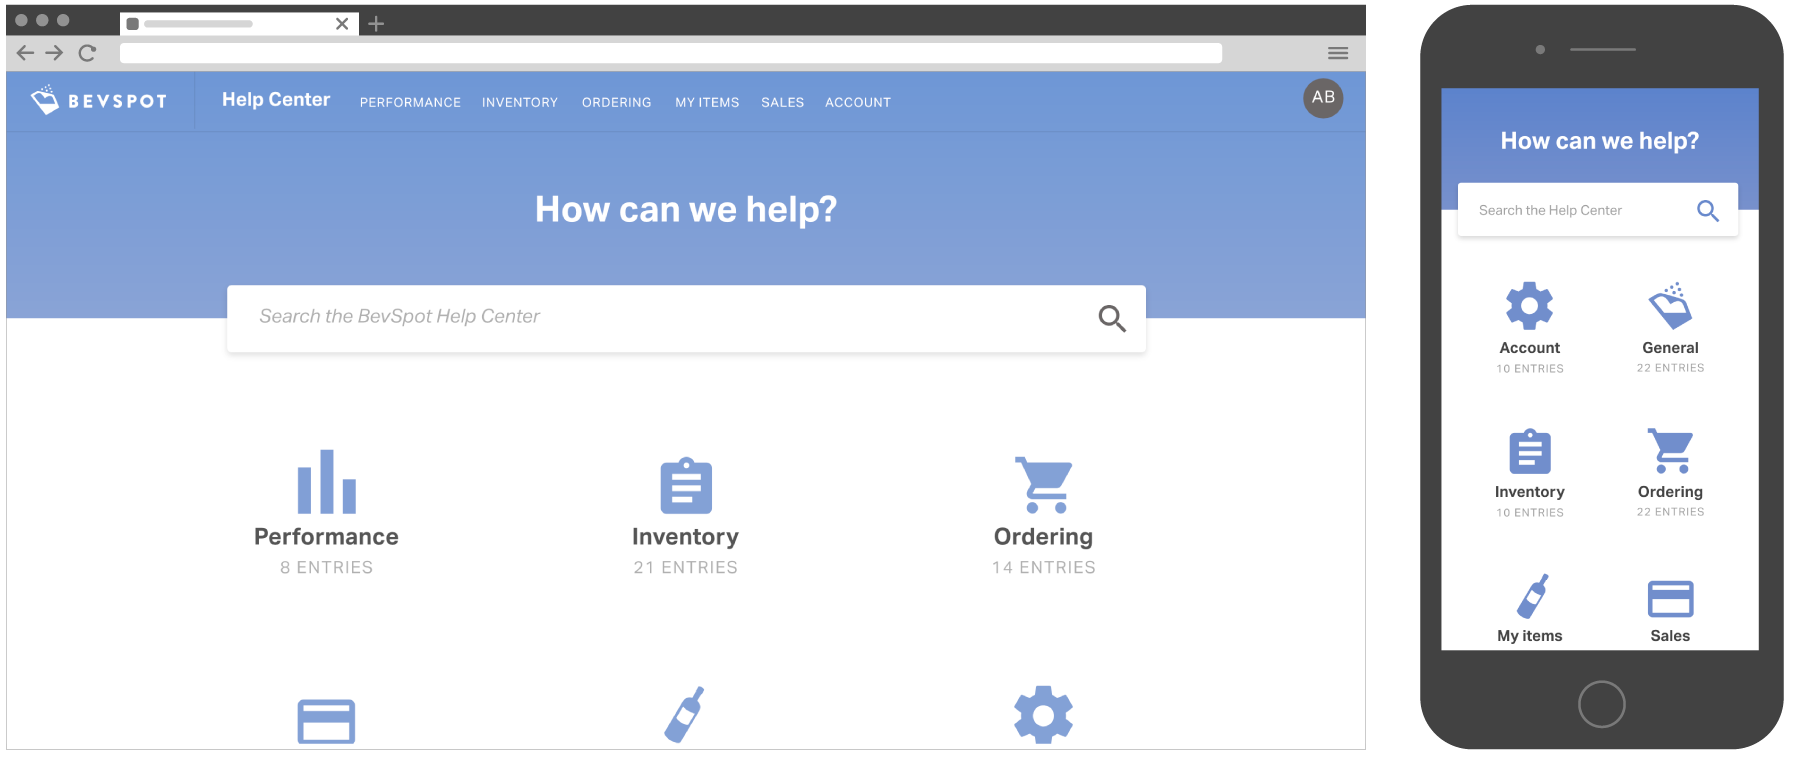 BEVSPOT Help Center PERFORMANCE INVENTORY ORDERING MY ITEMS SALES ACCOUNT AB
How can we help?
Search the BevSpot Help Center
Performance Inventory Ordering
8 ENTRIES 21 ENTRIES 14 ENTRIES
How can we help?
Search the Help Center
Account General
10 ENTRIES 22 ENTRIES
Inventory Ordering
10 ENTRIES 22 ENTRIES
My items Sales